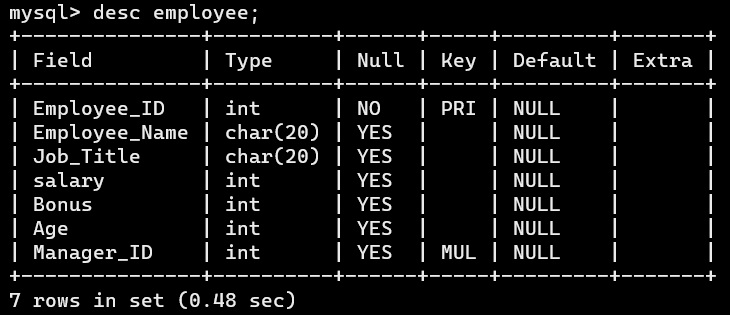 mysql> desc employee;
+---------------+----------+------+-----+---------+-------+
| Field         | Type     | Null | Key | Default | Extra |
+---------------+----------+------+-----+---------+-------+
| Employee_ID   | int      | NO   | PRI | NULL    |       |
| Employee_Name | char(20) | YES  |     | NULL    |       |
| Job_Title     | char(20) | YES  |     | NULL    |       |
| salary        | int      | YES  |     | NULL    |       |
| Bonus         | int      | YES  |     | NULL    |       |
| Age           | int      | YES  |     | NULL    |       |
| Manager_ID    | int      | YES  | MUL | NULL    |       |
+---------------+----------+------+-----+---------+-------+
7 rows in set (0.48 sec)